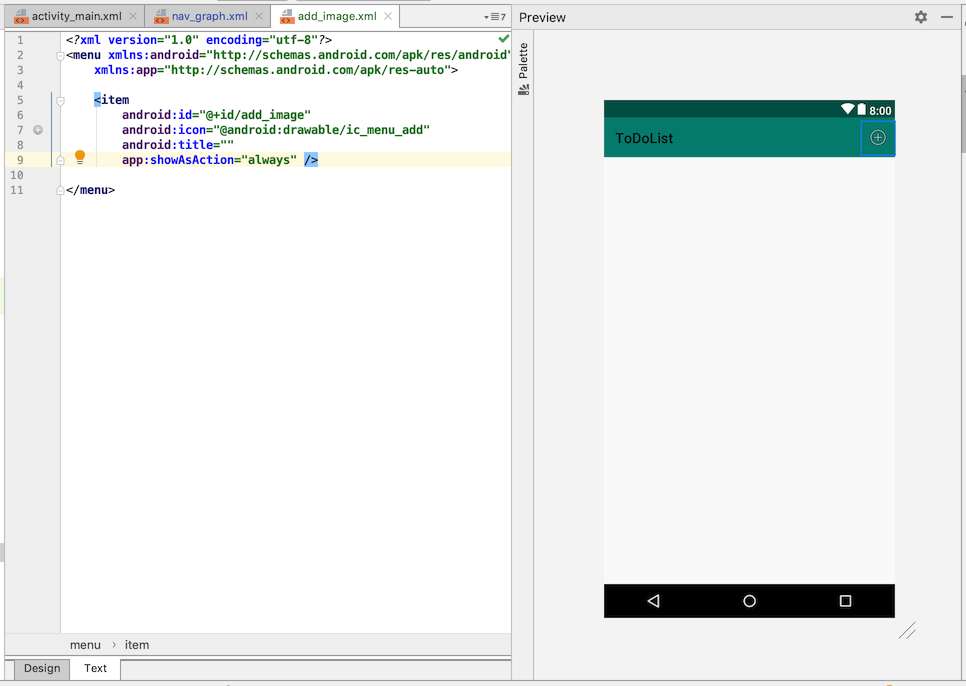 activity_main.xml nav_graph.xml add_image.xml 7 Preview
Palette
1 <?xml version="1.0" encoding="utf-8"?>
2 <menu xmlns:android="http://schemas.android.com/apk/res/android"
3 xmlns:app="http://schemas.android.com/apk/res-auto">
4
5 <item
6 android:id="@+id/add_image"
7 android:icon="@android:drawable/ic_menu_add"
8 android:title=""
9 app:showAsAction="always" />
10
11 </menu>
8:00
ToDoList
menu › item
Design Text